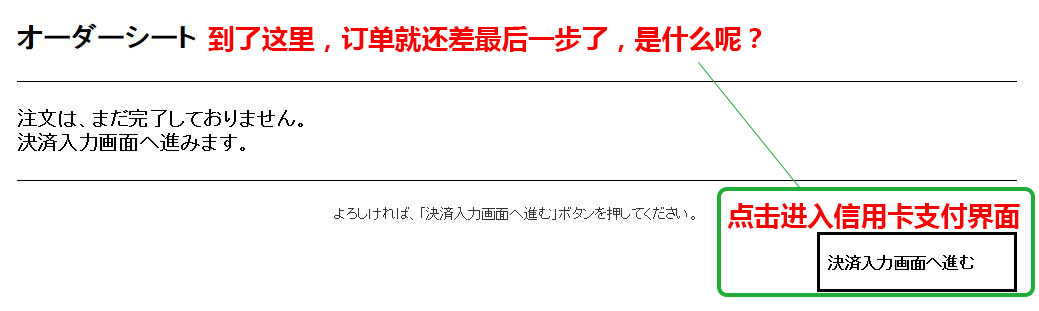 オーダーシート 到了这里，订单就还差最后一步了，是什么呢？
注文は、まだ完了しておりません。
決済入力画面へ進みます。
よろしければ、「決済入力画面へ進む」ボタンを押してください。
点击进入信用卡支付界面
決済入力画面へ進む